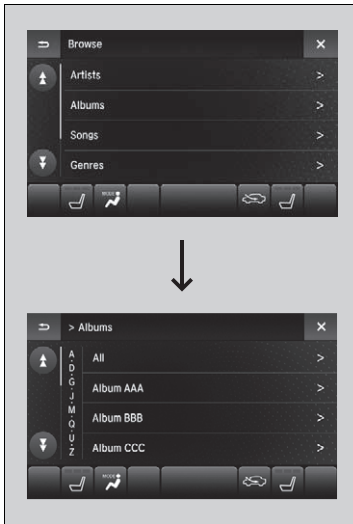 Browse
Artists
>
Albums
>
Songs
>
Genres
>
MODE
> Albums
A
·
D
·
G
·
J
·
M
·
Q
·
U
·
Z
All
>
Album AAA
>
Album BBB
>
Album CCC
>
MODE